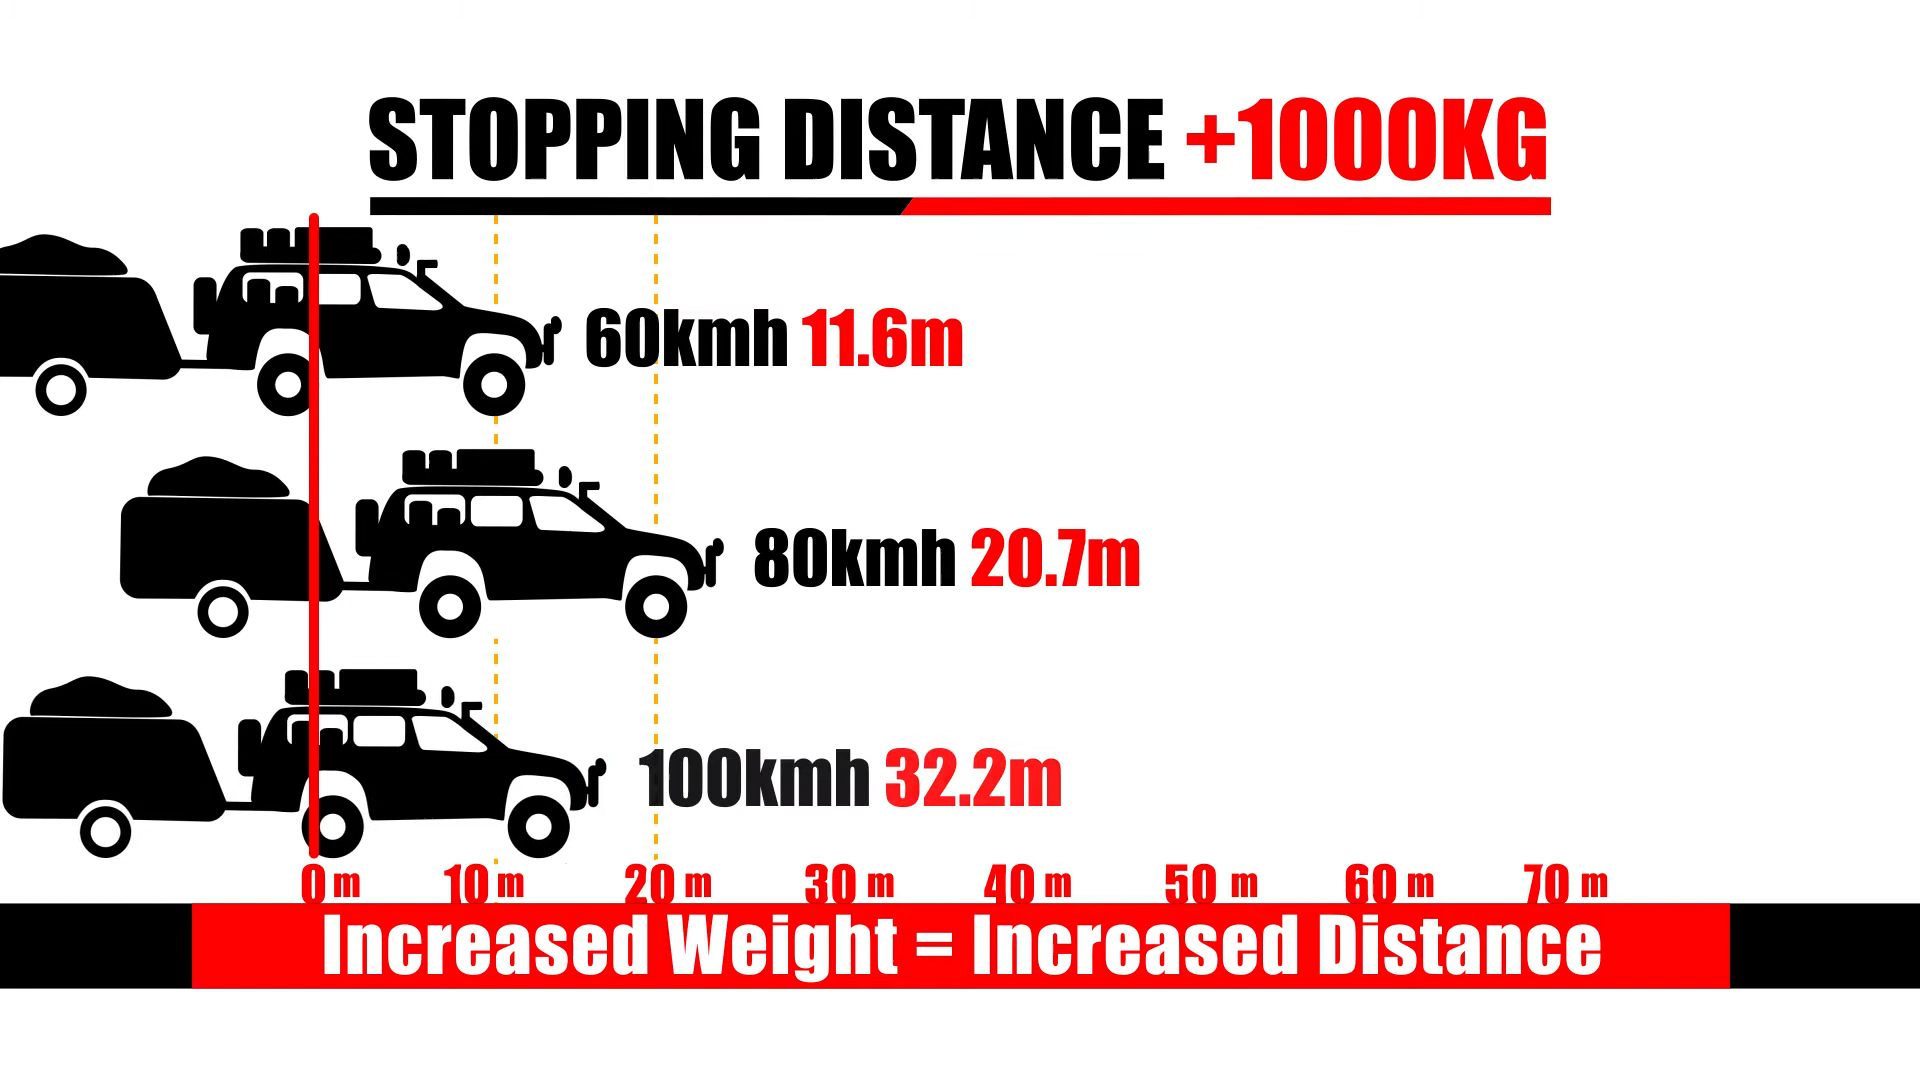 STOPPING DISTANCE +1000KG
60kmh 11.6m
80kmh 20.7m
100kmh 32.2m
0 m 10 m 20 m 30 m 40 m 50 m 60 m 70 m
Increased Weight = Increased Distance